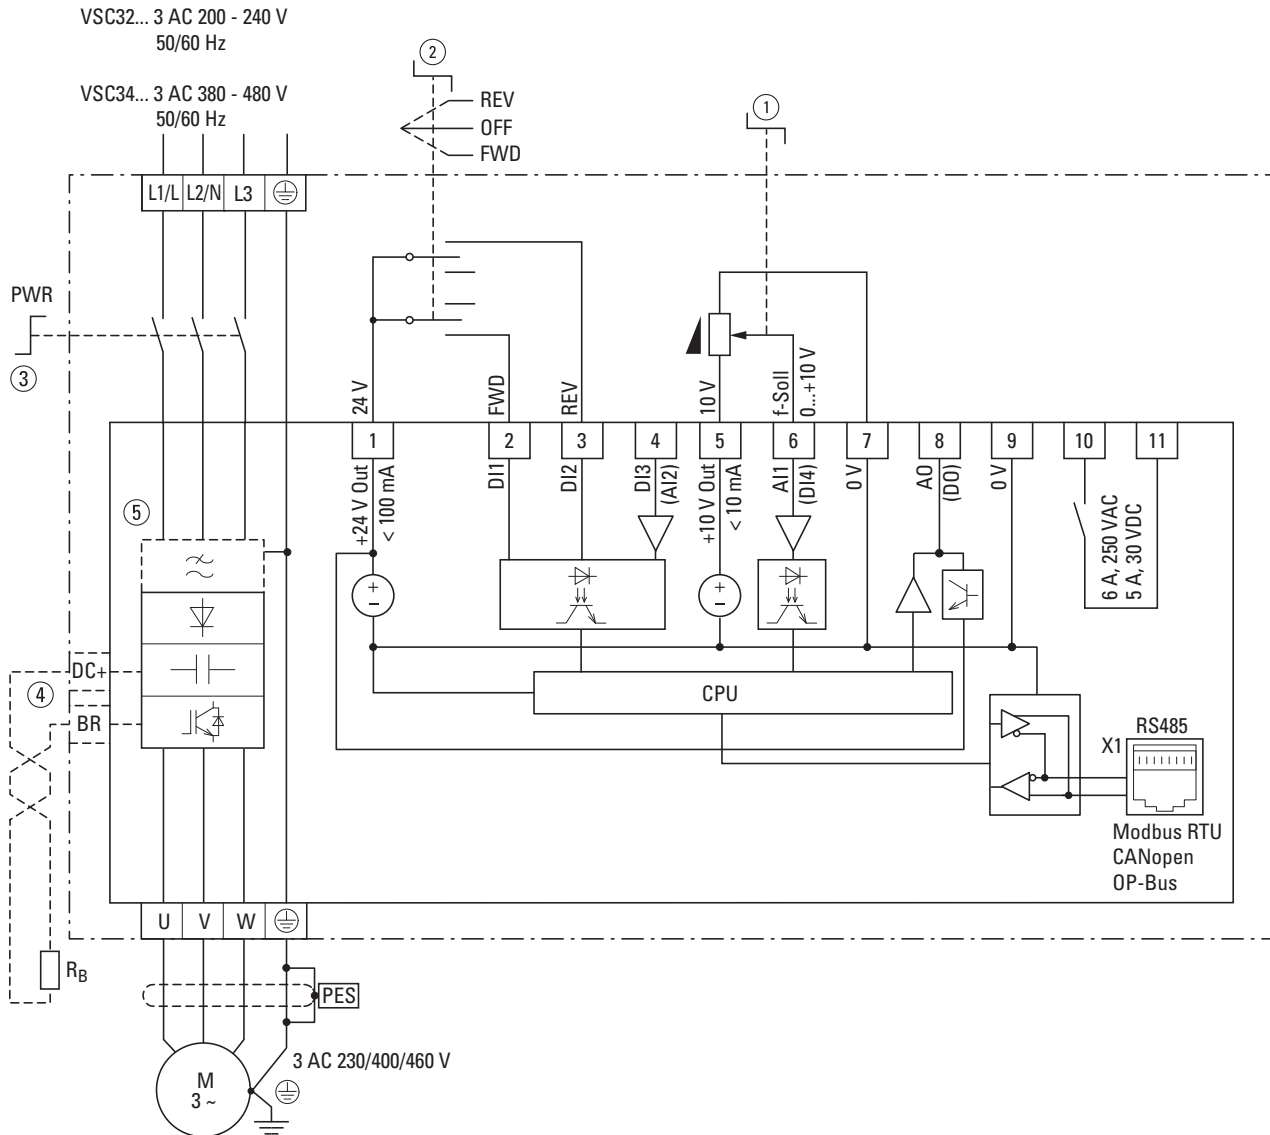 VSC32... 3 AC 200 - 240 V
50/60 Hz
VSC34... 3 AC 380 - 480 V
50/60 Hz
2
REV
OFF
FWD
1
L1/L L2/N L3
PWR
3
24 V
FWD
REV
10 V
f-Soll
0...+10 V
1 2 3 4 5 6 7 8 9 10 11
+24 V Out
< 100 mA
DI1
DI2
DI3
(AI2)
+10 V Out
< 10 mA
AI1
(DI4)
0 V
AO
(DO)
0 V
6 A, 250 VAC
5 A, 30 VDC
5
+
−
+
−
DC+
4
BR
CPU
RS485
X1
Modbus RTU
CANopen
OP-Bus
U V W
RB
PES
3 AC 230/400/460 V
M
3 ~